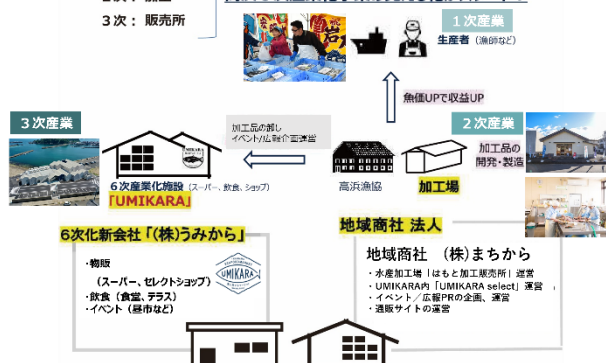 3次： 販売所
1次産業
生産者（漁師など）
魚価UPで収益UP
3次産業
加工品の卸し
イベント/広報企画運営
2次産業
加工品の
開発・製造
6次産業化施設（スーパー、飲食、ショップ）
「UMIKARA」
高浜漁協
加工場
6次化新会社「（株）うみから」
・物販
（スーパー、セレクトショップ）
・飲食（食堂、テラス）
・イベント（昼市など）
UMIKARA
地域商社 法人
地域商社 （株）まちから
・水産加工場「はもと加工販売所」運営
・UMIKARA内「UMIKARA select」運営
・イベント／広報PRの企画、運営
・通販サイトの運営